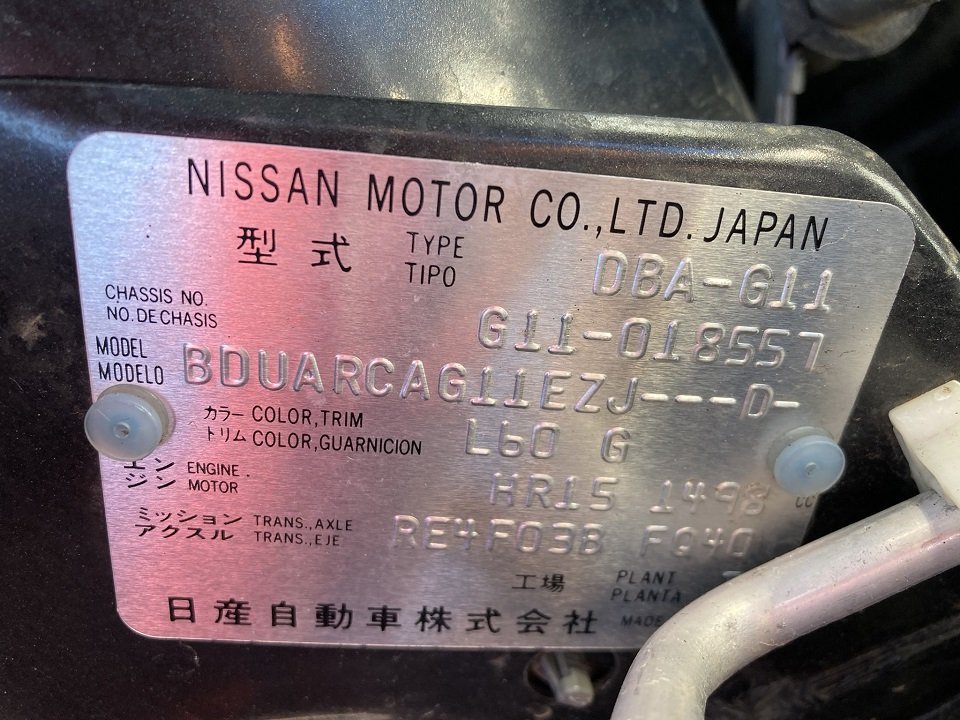 NISSAN MOTOR CO.,LTD. JAPAN
型式 TYPE TIPO DBA-G11
CHASSIS NO. NO. DE CHASIS G11-018557
MODEL MODELO BDUARCAG11EZJ---D-
カラー COLOR,TRIM
トリム COLOR,GUARNICION L60 G
エンジン ENGINE MOTOR HR15 1498 CC
ミッション TRANS.,AXLE
アクスル TRANS.,EJE RE4F03B FQ40
工場 PLANT PLANTA
日産自動車株式会社 MADE